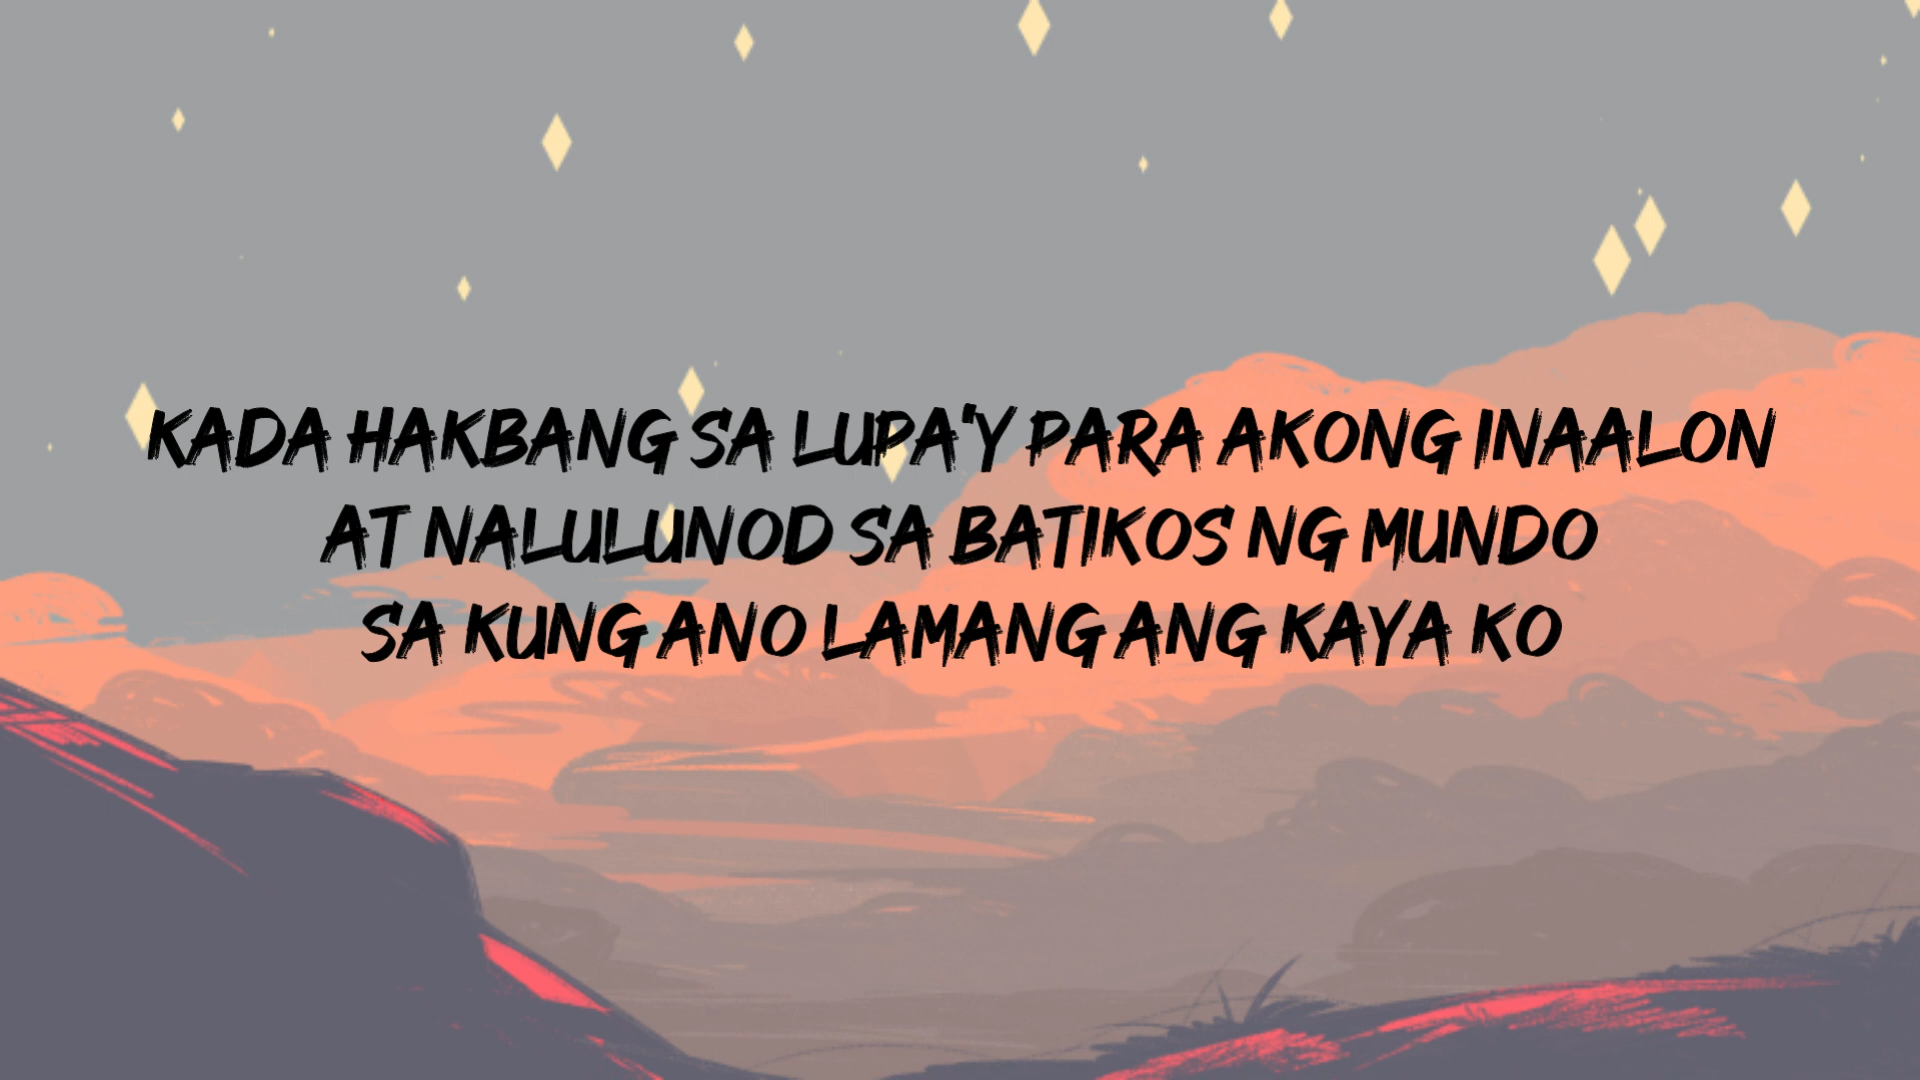 KADA HAKBANG SA LUPA'Y PARA AKONG INAALON
AT NALULUNOD SA BATIKOS NG MUNDO
SA KUNG ANO LAMANG ANG KAYA KO